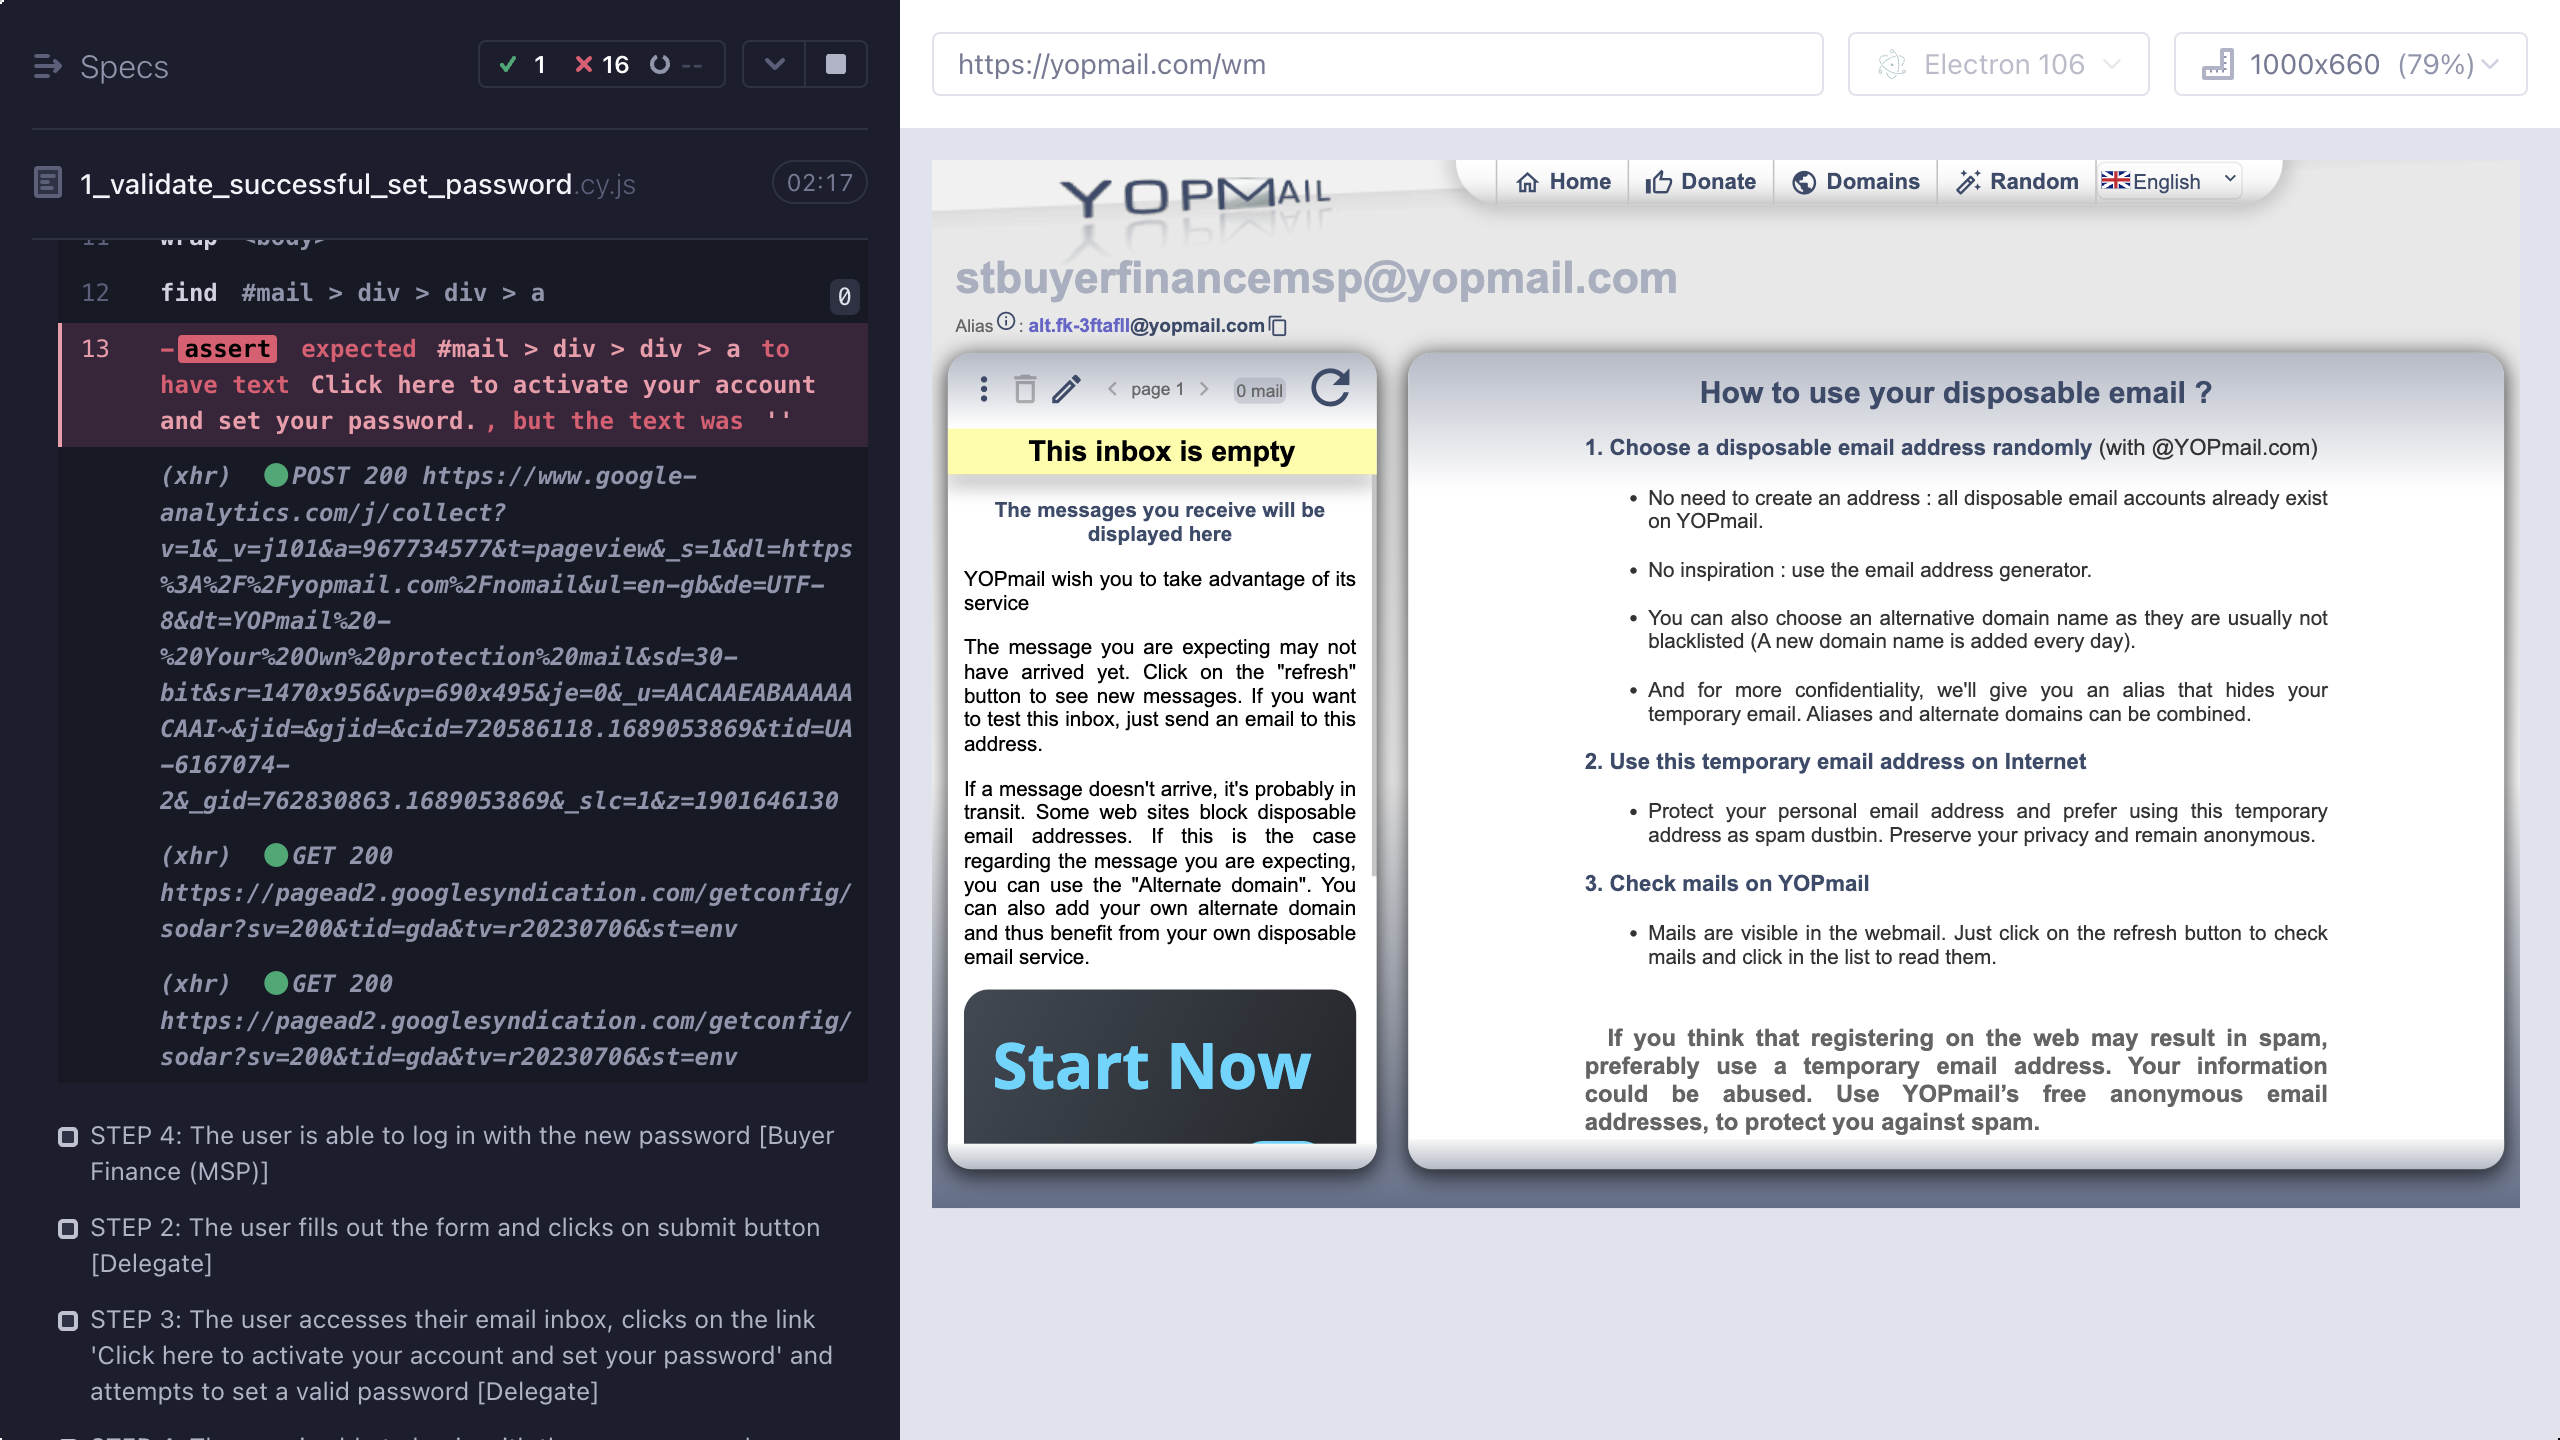 Specs
1
16
--
1_validate_successful_set_password.cy.js
02:17
11 wrap <body>
12 find #mail > div > div > a
0
13 –assert expected #mail > div > div > a to
have text Click here to activate your account
and set your password., but the text was ''
(xhr) POST 200 https://www.google-
analytics.com/j/collect?
v=1&_v=j101&a=967734577&t=pageview&_s=1&dl=https
%3A%2F%2Fyopmail.com%2Fnomail&ul=en-gb&de=UTF-
8&dt=YOPmail%20-
%20Your%20Own%20protection%20mail&sd=30-
bit&sr=1470x956&vp=690x495&je=0&_u=AACAAEABAAAAA
CAAI~&jid=&gjid=&cid=720586118.1689053869&tid=UA
-6167074-
2&_gid=762830863.1689053869&_slc=1&z=1901646130
(xhr) GET 200
https://pagead2.googlesyndication.com/getconfig/
sodar?sv=200&tid=gda&tv=r20230706&st=env
(xhr) GET 200
https://pagead2.googlesyndication.com/getconfig/
sodar?sv=200&tid=gda&tv=r20230706&st=env
STEP 4: The user is able to log in with the new password [Buyer
Finance (MSP)]
STEP 2: The user fills out the form and clicks on submit button
[Delegate]
STEP 3: The user accesses their email inbox, clicks on the link
'Click here to activate your account and set your password' and
attempts to set a valid password [Delegate]
https://yopmail.com/wm
Electron 106
1000x660 (79%)
YOPMAIL
Home
Donate
Domains
Random
English
stbuyerfinancemsp@yopmail.com
Alias : alt.fk-3ftafll@yopmail.com
page 1
0 mail
This inbox is empty
The messages you receive will be
displayed here
YOPmail wish you to take advantage of its
service
The message you are expecting may not
have arrived yet. Click on the "refresh"
button to see new messages. If you want
to test this inbox, just send an email to this
address.
If a message doesn't arrive, it's probably in
transit. Some web sites block disposable
email addresses. If this is the case
regarding the message you are expecting,
you can use the "Alternate domain". You
can also add your own alternate domain
and thus benefit from your own disposable
email service.
Start Now
How to use your disposable email ?
1. Choose a disposable email address randomly (with @YOPmail.com)
• No need to create an address : all disposable email accounts already exist
on YOPmail.
• No inspiration : use the email address generator.
• You can also choose an alternative domain name as they are usually not
blacklisted (A new domain name is added every day).
• And for more confidentiality, we'll give you an alias that hides your
temporary email. Aliases and alternate domains can be combined.
2. Use this temporary email address on Internet
• Protect your personal email address and prefer using this temporary
address as spam dustbin. Preserve your privacy and remain anonymous.
3. Check mails on YOPmail
• Mails are visible in the webmail. Just click on the refresh button to check
mails and click in the list to read them.
If you think that registering on the web may result in spam,
preferably use a temporary email address. Your information
could be abused. Use YOPmail’s free anonymous email
addresses, to protect you against spam.